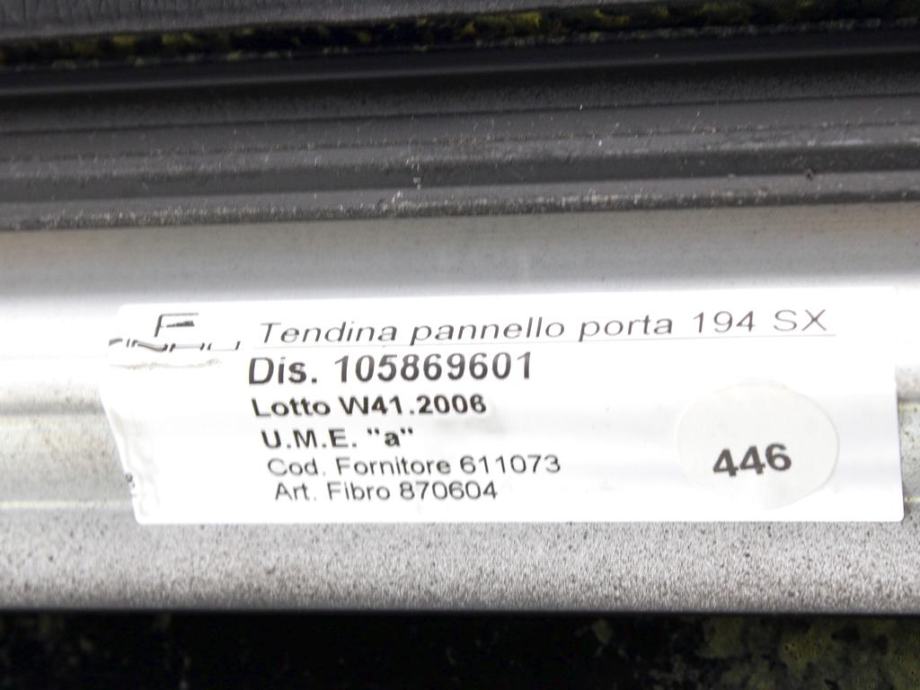 Tendina pannello porta 194 SX
Dis. 105869601
Lotto W41.2006
U.M.E. "a"
Cod. Fornitore 611073
Art. Fibro 870604
446